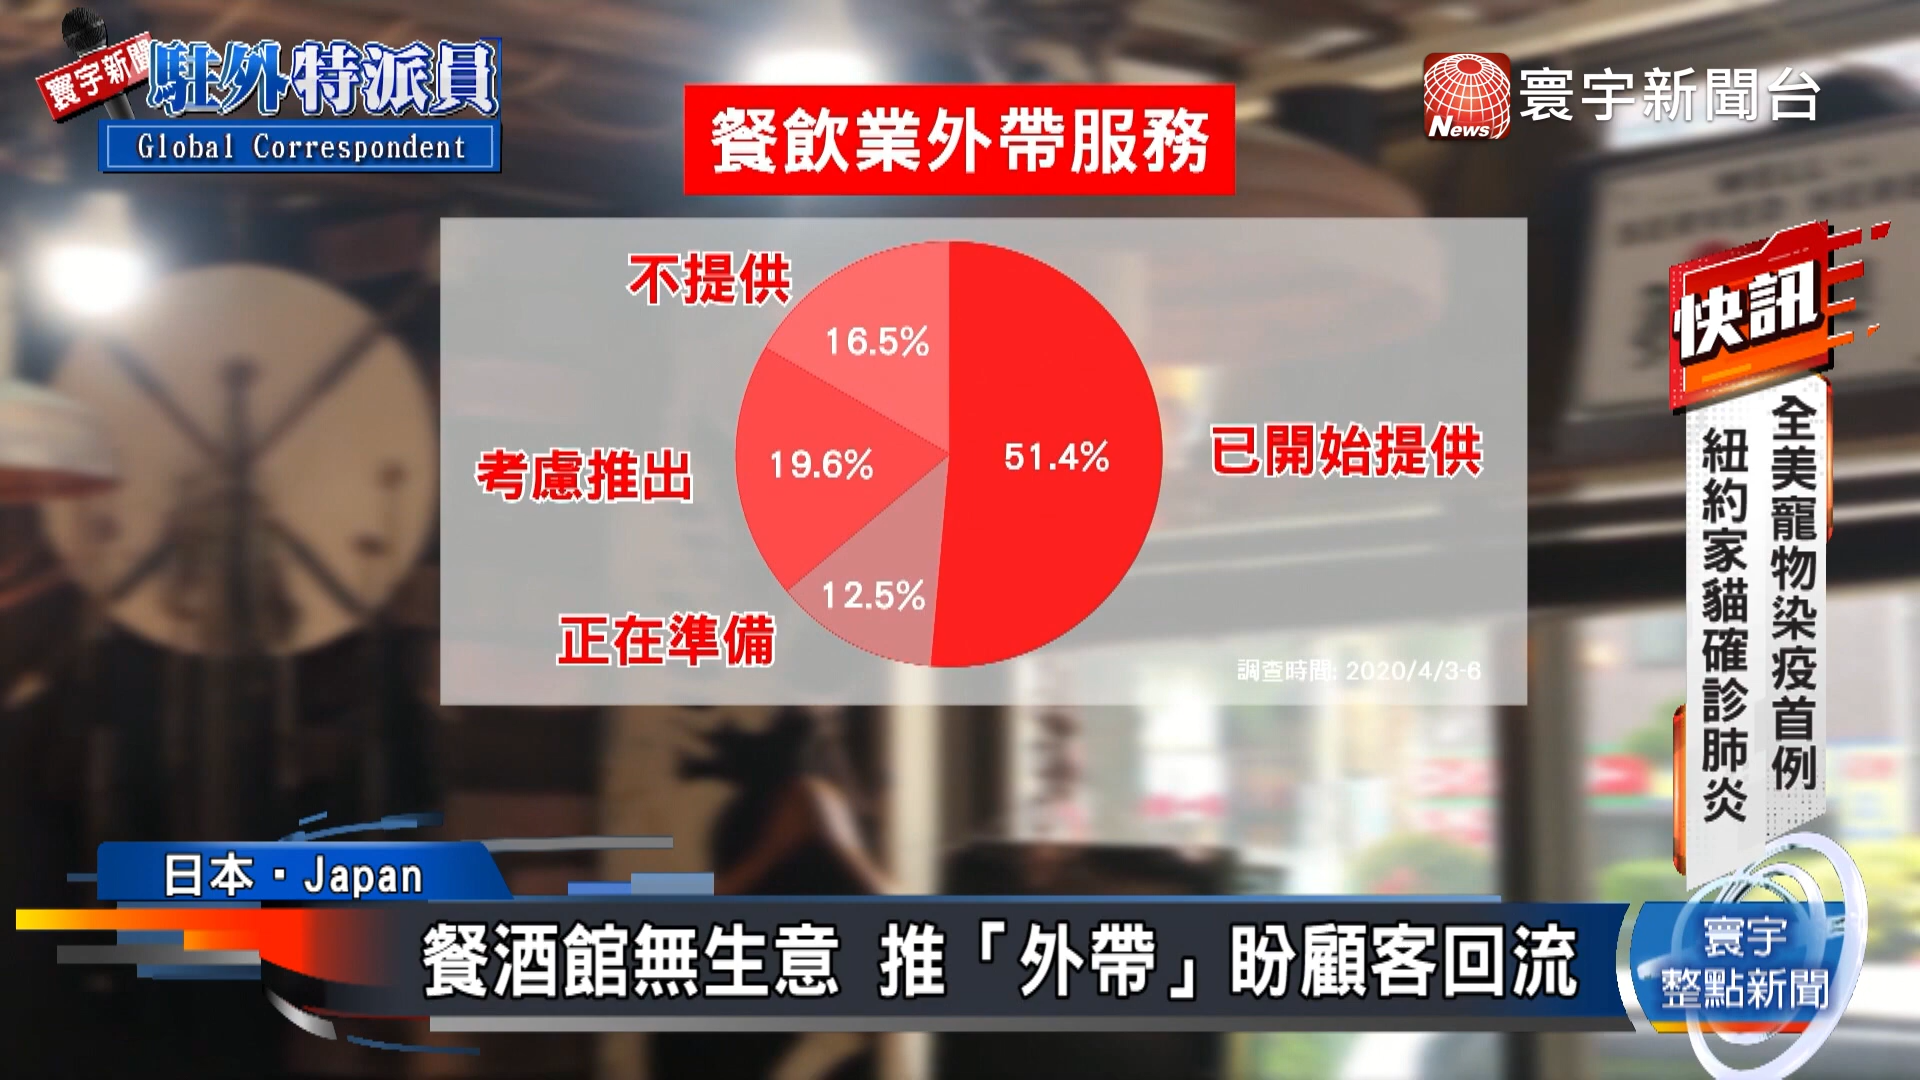 寰宇新聞
駐外特派員
Global Correspondent
餐飲業外帶服務
News
寰宇新聞台
不提供
16.5%
考慮推出
19.6%
51.4%
已開始提供
12.5%
正在準備
調查時間: 2020/4/3-6
快訊
全美寵物染疫首例
紐約家貓確診肺炎
日本・Japan
餐酒館無生意 推「外帶」盼顧客回流
寰宇
整點新聞